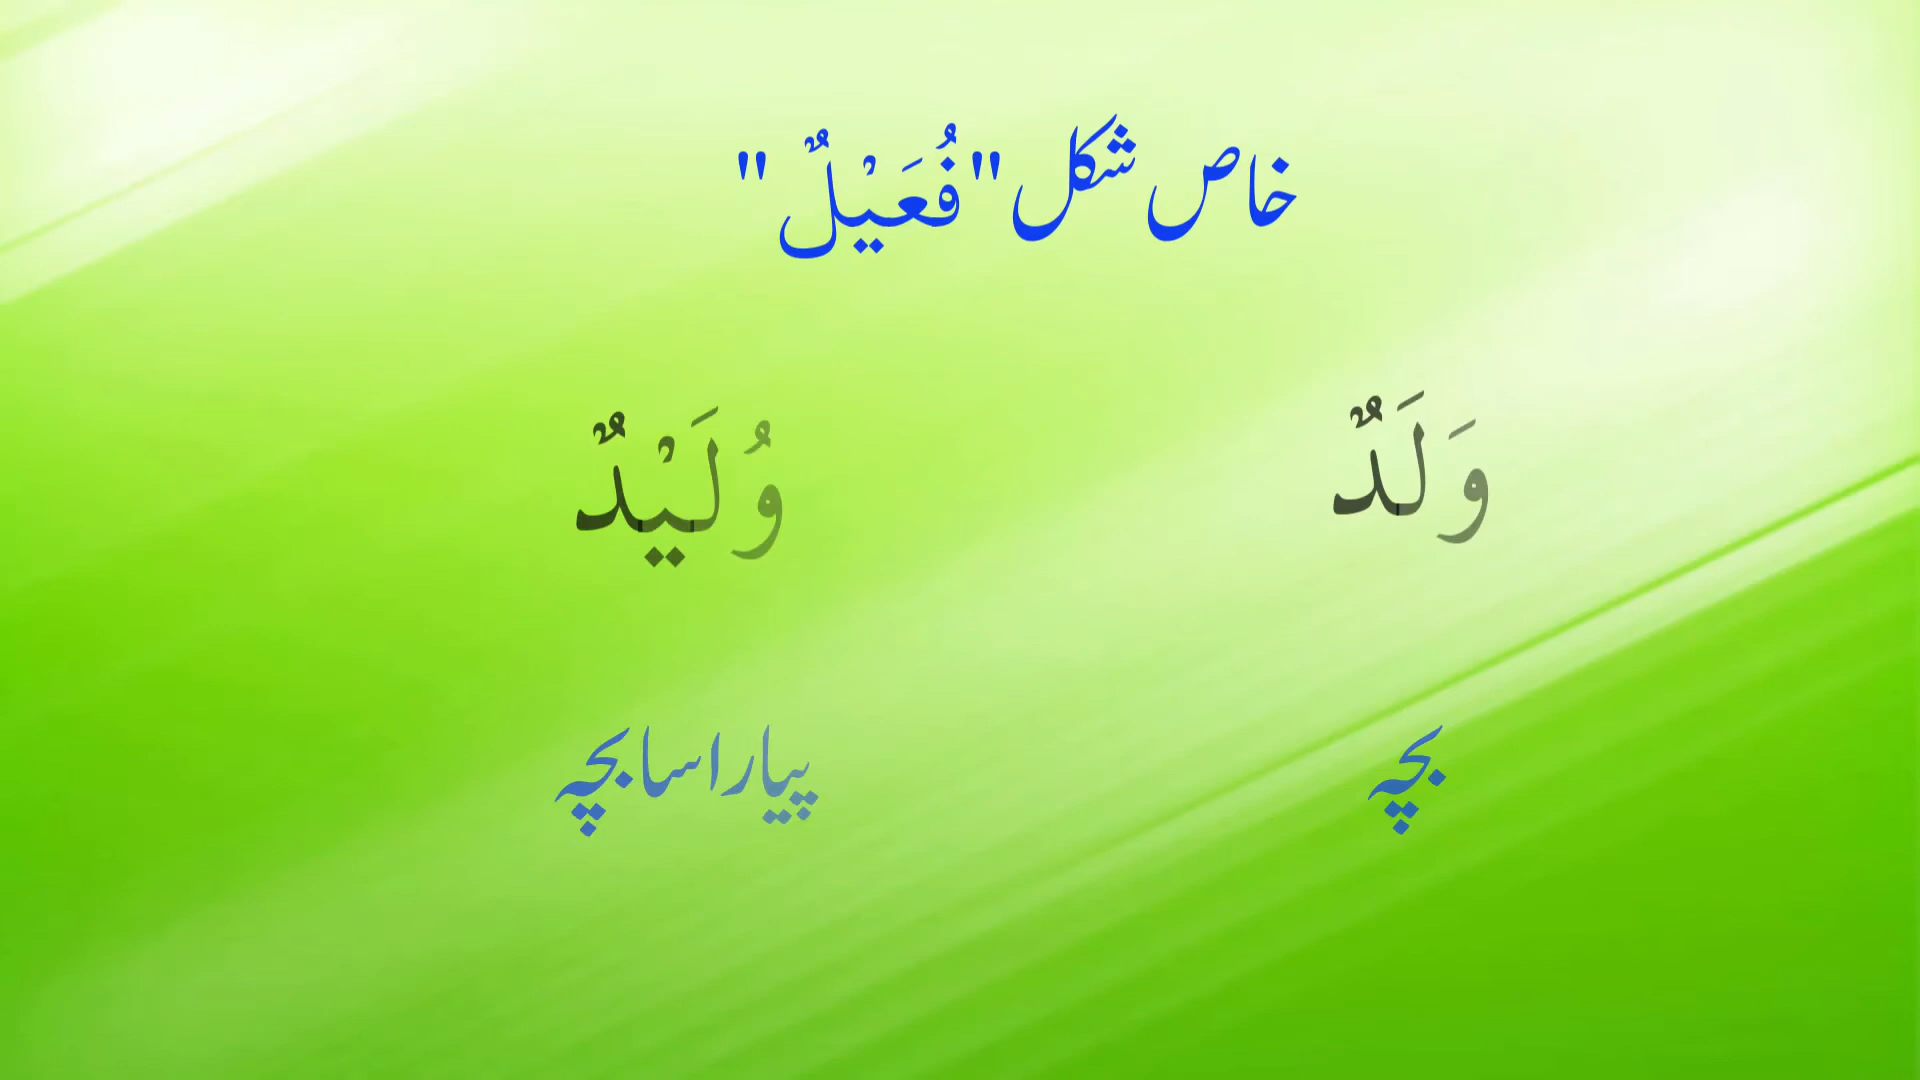 خاص شکل "فُعَیْلٌ"
وَلَدٌ وُلَیْدٌ
بچہ پیارا سا بچہ